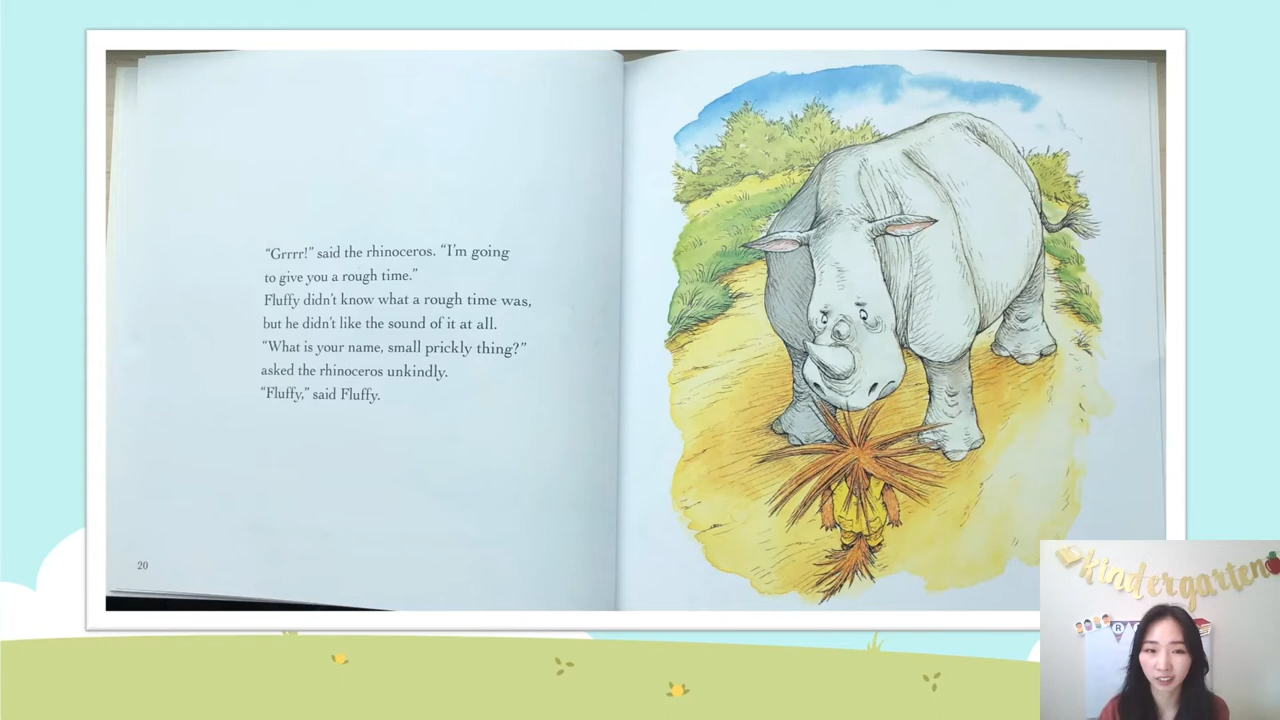 "Grrrr!" said the rhinoceros. "I'm going
to give you a rough time."
Fluffy didn't know what a rough time was,
but he didn't like the sound of it at all.
"What is your name, small prickly thing?"
asked the rhinoceros unkindly.
"Fluffy," said Fluffy.
20
kindergarten
R